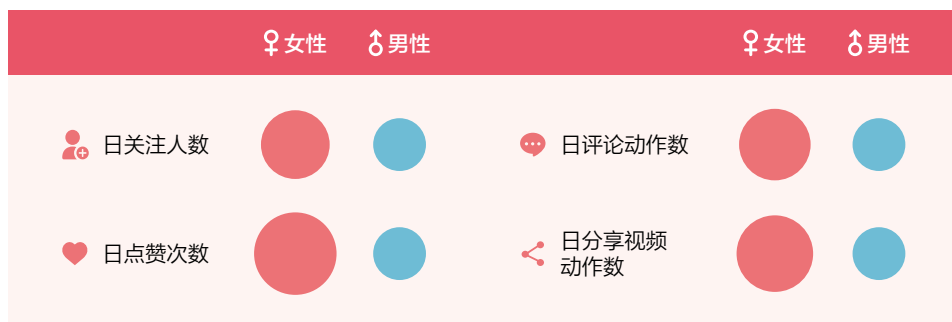 女性 男性 女性 男性
日关注人数
日评论动作数
日点赞次数
日分享视频
动作数